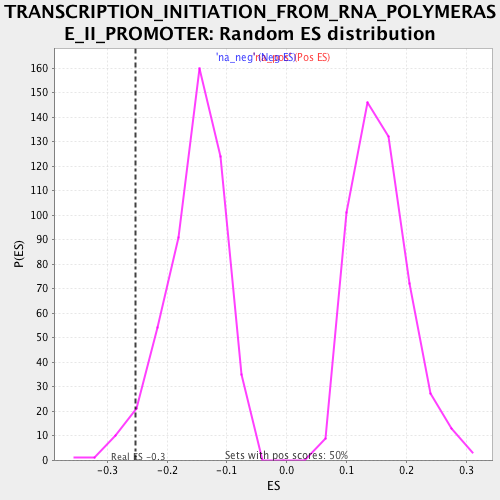 TRANSCRIPTION_INITIATION_FROM_RNA_POLYMERAS
E_II_PROMOTER: Random ES distribution
'na_neg' (Neg ES)
'na_pos' (Pos ES)
160
150
140
130
120
110
100
90
80
70
60
50
40
30
20
10
0
P(ES)
Real ES -0.3
Sets with pos scores: 50%
-0.3 -0.2 -0.1 0.0 0.1 0.2 0.3
ES